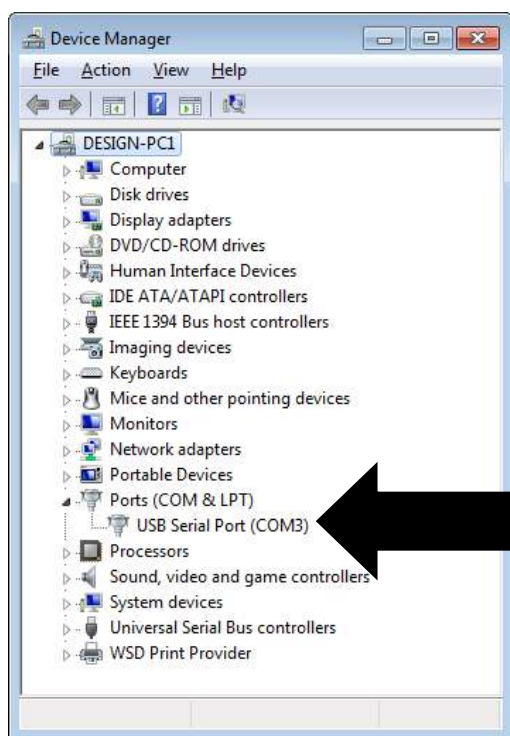 Device Manager
File Action View Help
DESIGN-PC1
Computer
Disk drives
Display adapters
DVD/CD-ROM drives
Human Interface Devices
IDE ATA/ATAPI controllers
IEEE 1394 Bus host controllers
Imaging devices
Keyboards
Mice and other pointing devices
Monitors
Network adapters
Portable Devices
Ports (COM & LPT)
USB Serial Port (COM3)
Processors
Sound, video and game controllers
System devices
Universal Serial Bus controllers
WSD Print Provider